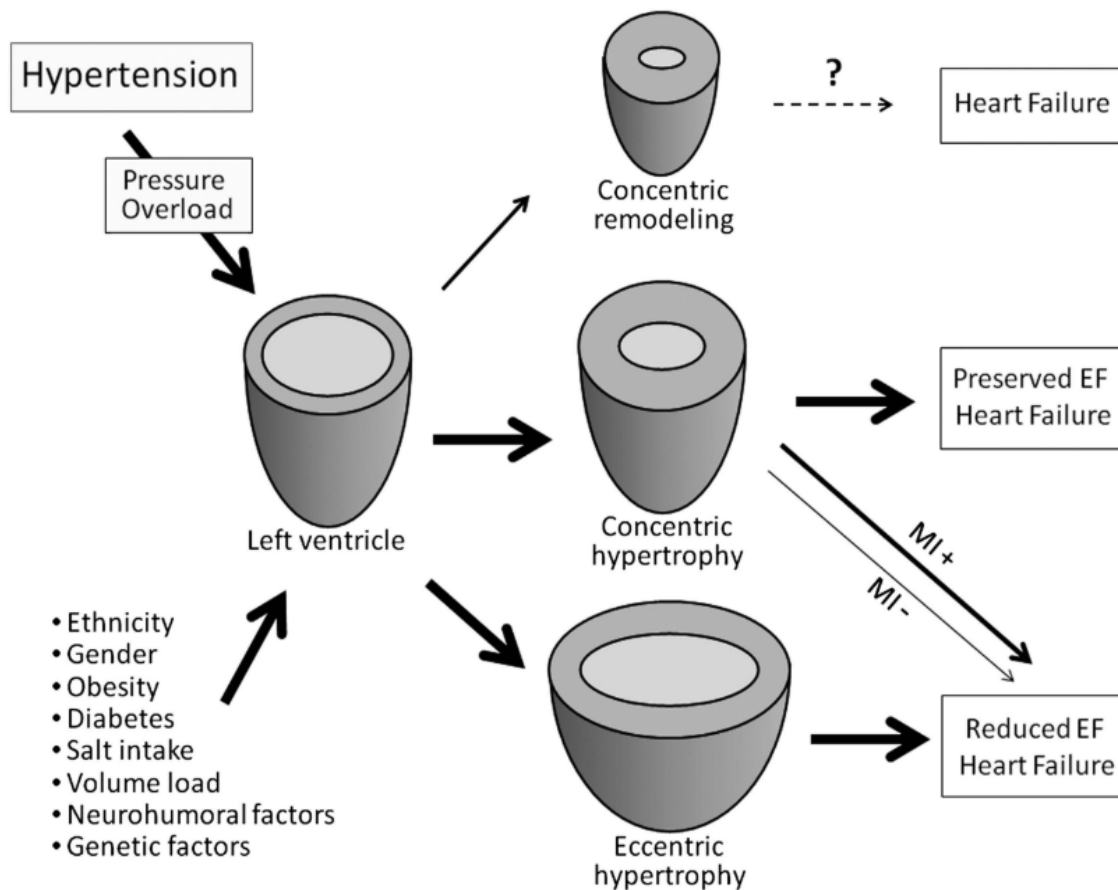 Hypertension
Pressure
Overload
Left ventricle
• Ethnicity
• Gender
• Obesity
• Diabetes
• Salt intake
• Volume load
• Neurohumoral factors
• Genetic factors
Concentric
remodeling
?
Heart Failure
Concentric
hypertrophy
Preserved EF
Heart Failure
MI+
MI-
Eccentric
hypertrophy
Reduced EF
Heart Failure